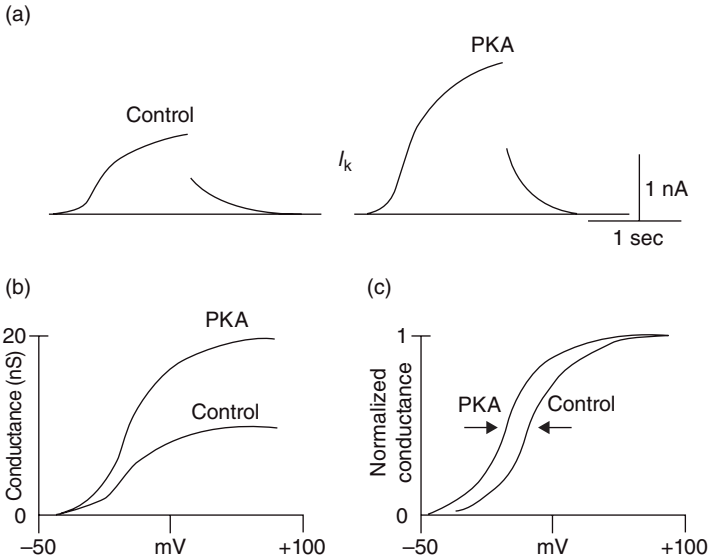 (a)
PKA
Control
Iₖ
1 nA
1 sec
(b)
20
PKA
Control
0
Conductance (nS)
−50
mV
+100
(c)
1
PKA
Control
0
Normalized
conductance
−50
mV
+100